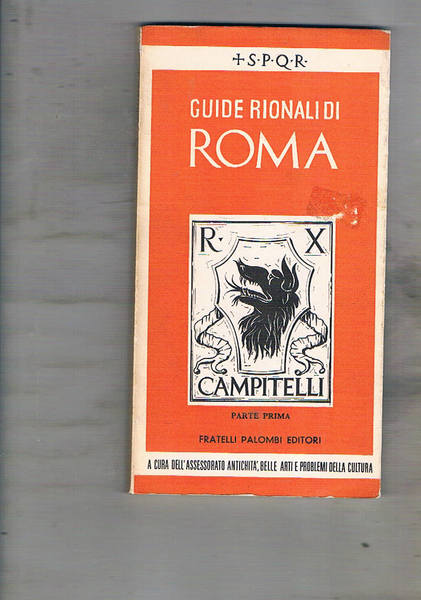 +S·P·Q·R·
GUIDE RIONALI DI
ROMA
R· X
CAMPITELLI
PARTE PRIMA
FRATELLI PALOMBI EDITORI
A CURA DELL'ASSESSORATO ANTICHITA', BELLE ARTI E PROBLEMI DELLA CULTURA